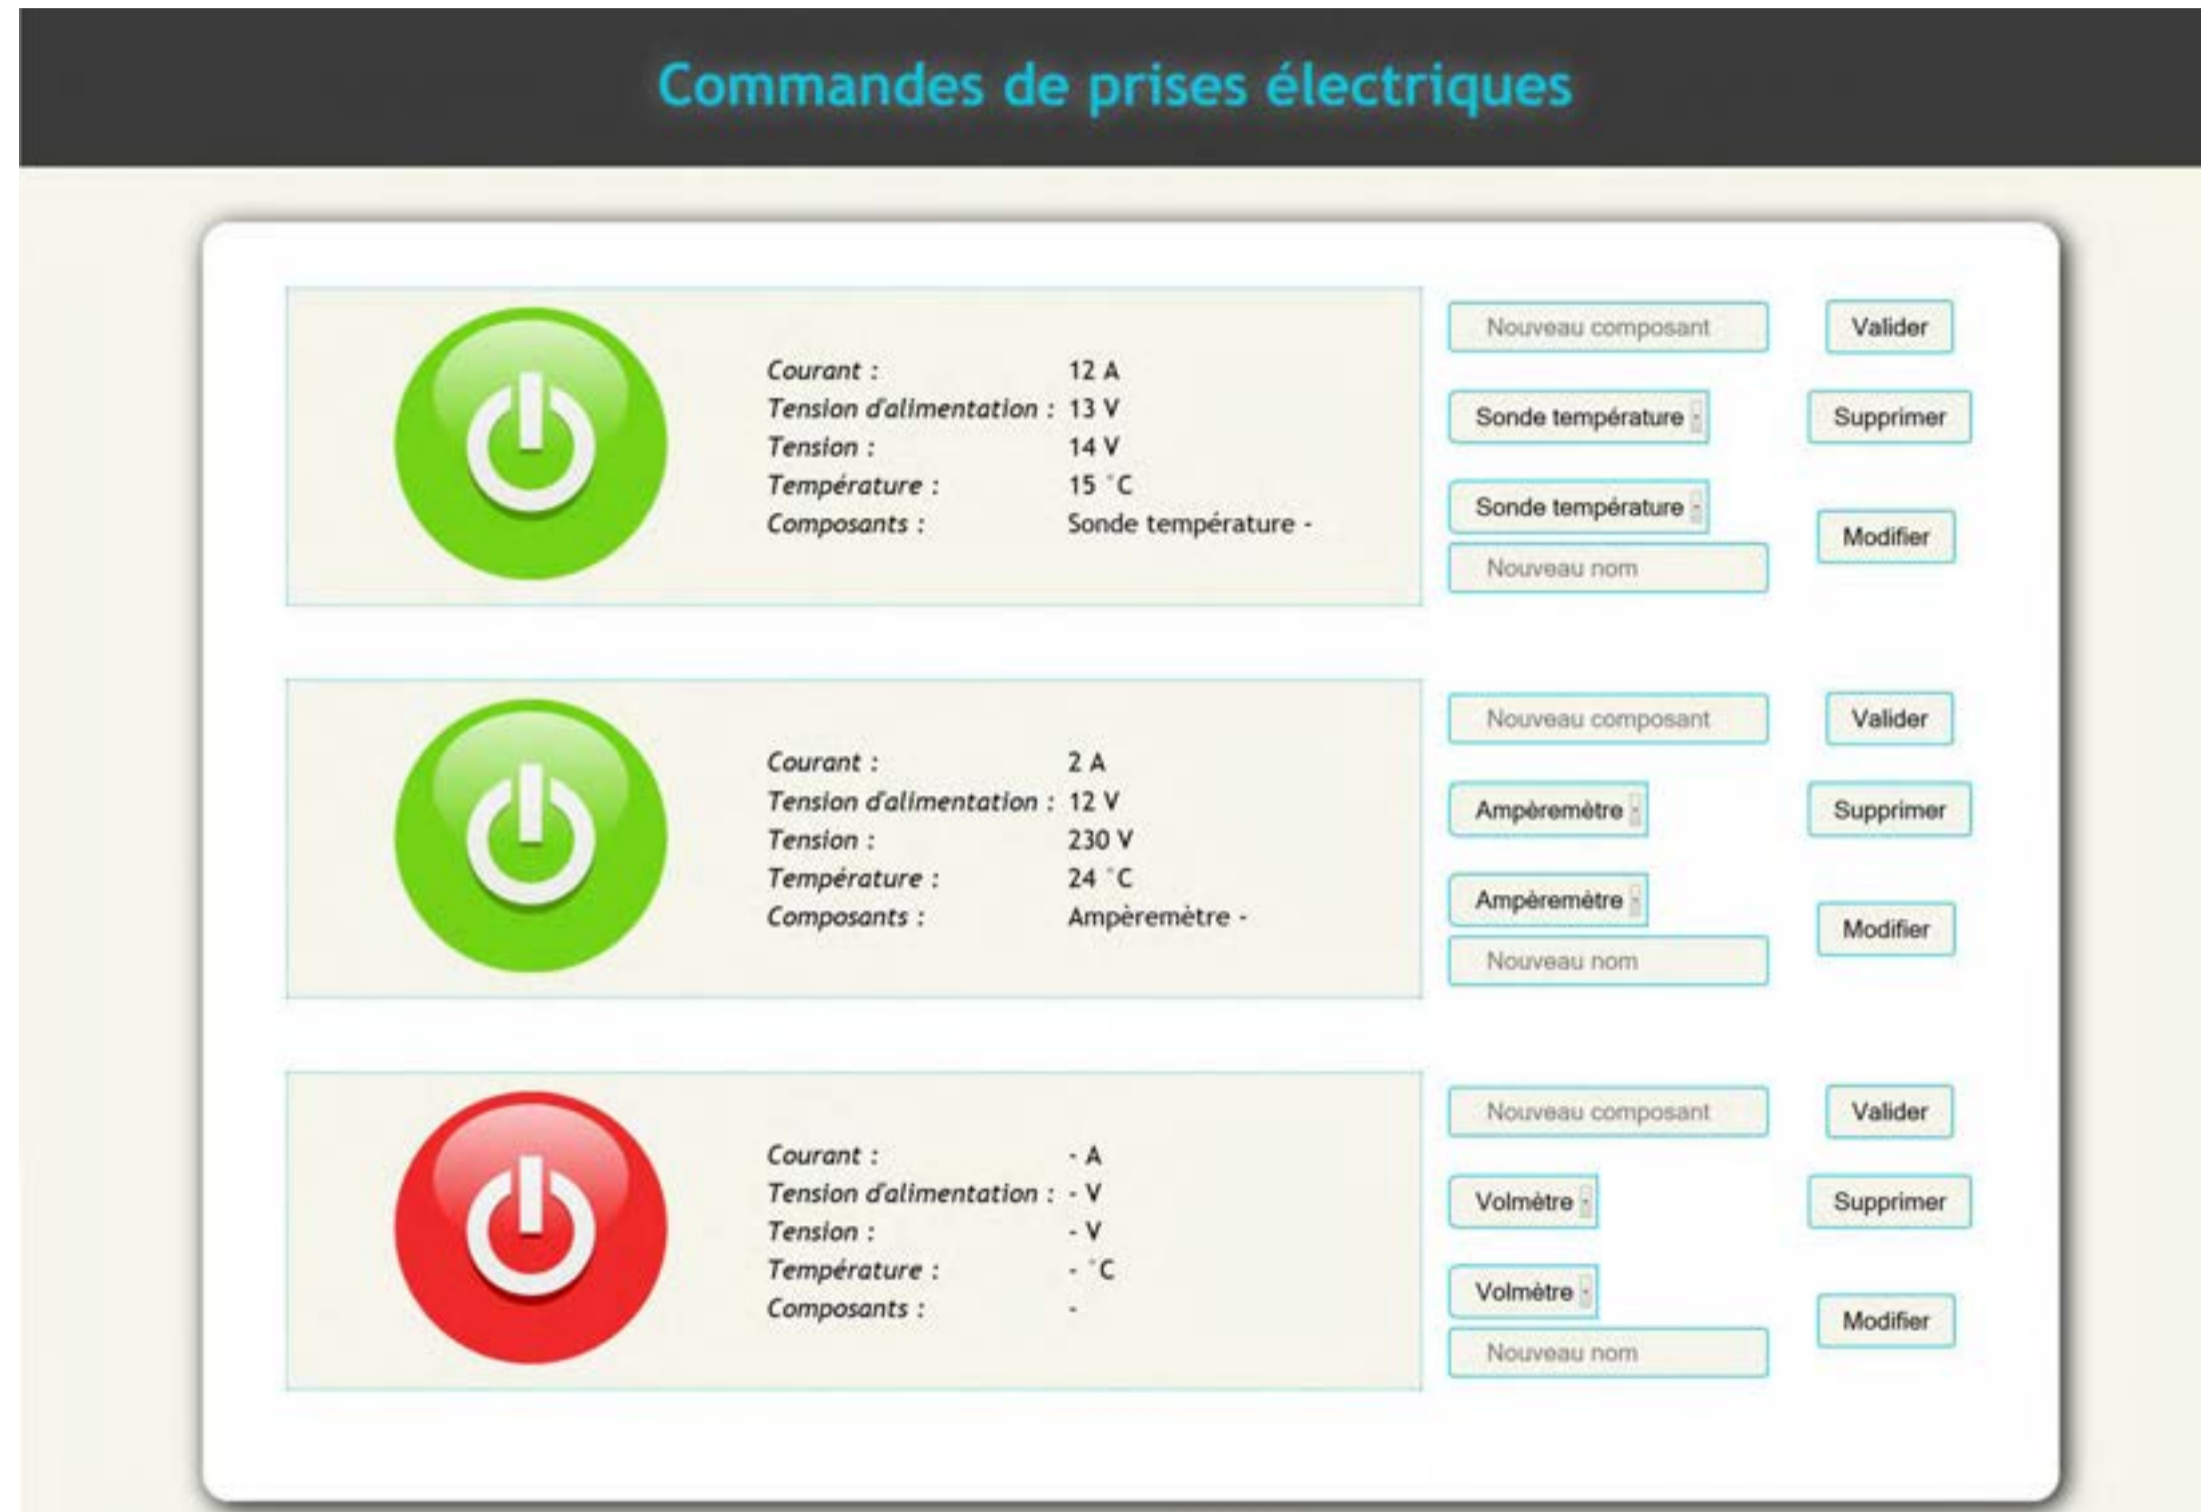 Commandes de prises électriques
Nouveau composant Valider
Courant : 12 A
Tension d'alimentation : 13 V
Sonde température Supprimer
Tension : 14 V
Température : 15 °C
Sonde température
Composants : Sonde température -
Modifier
Nouveau nom
Nouveau composant Valider
Courant : 2 A
Tension d'alimentation : 12 V
Ampèremètre Supprimer
Tension : 230 V
Température : 24 °C
Ampèremètre
Composants : Ampèremètre -
Modifier
Nouveau nom
Nouveau composant Valider
Courant : - A
Tension d'alimentation : - V
Volmètre Supprimer
Tension : - V
Température : - °C
Volmètre
Composants : -
Modifier
Nouveau nom